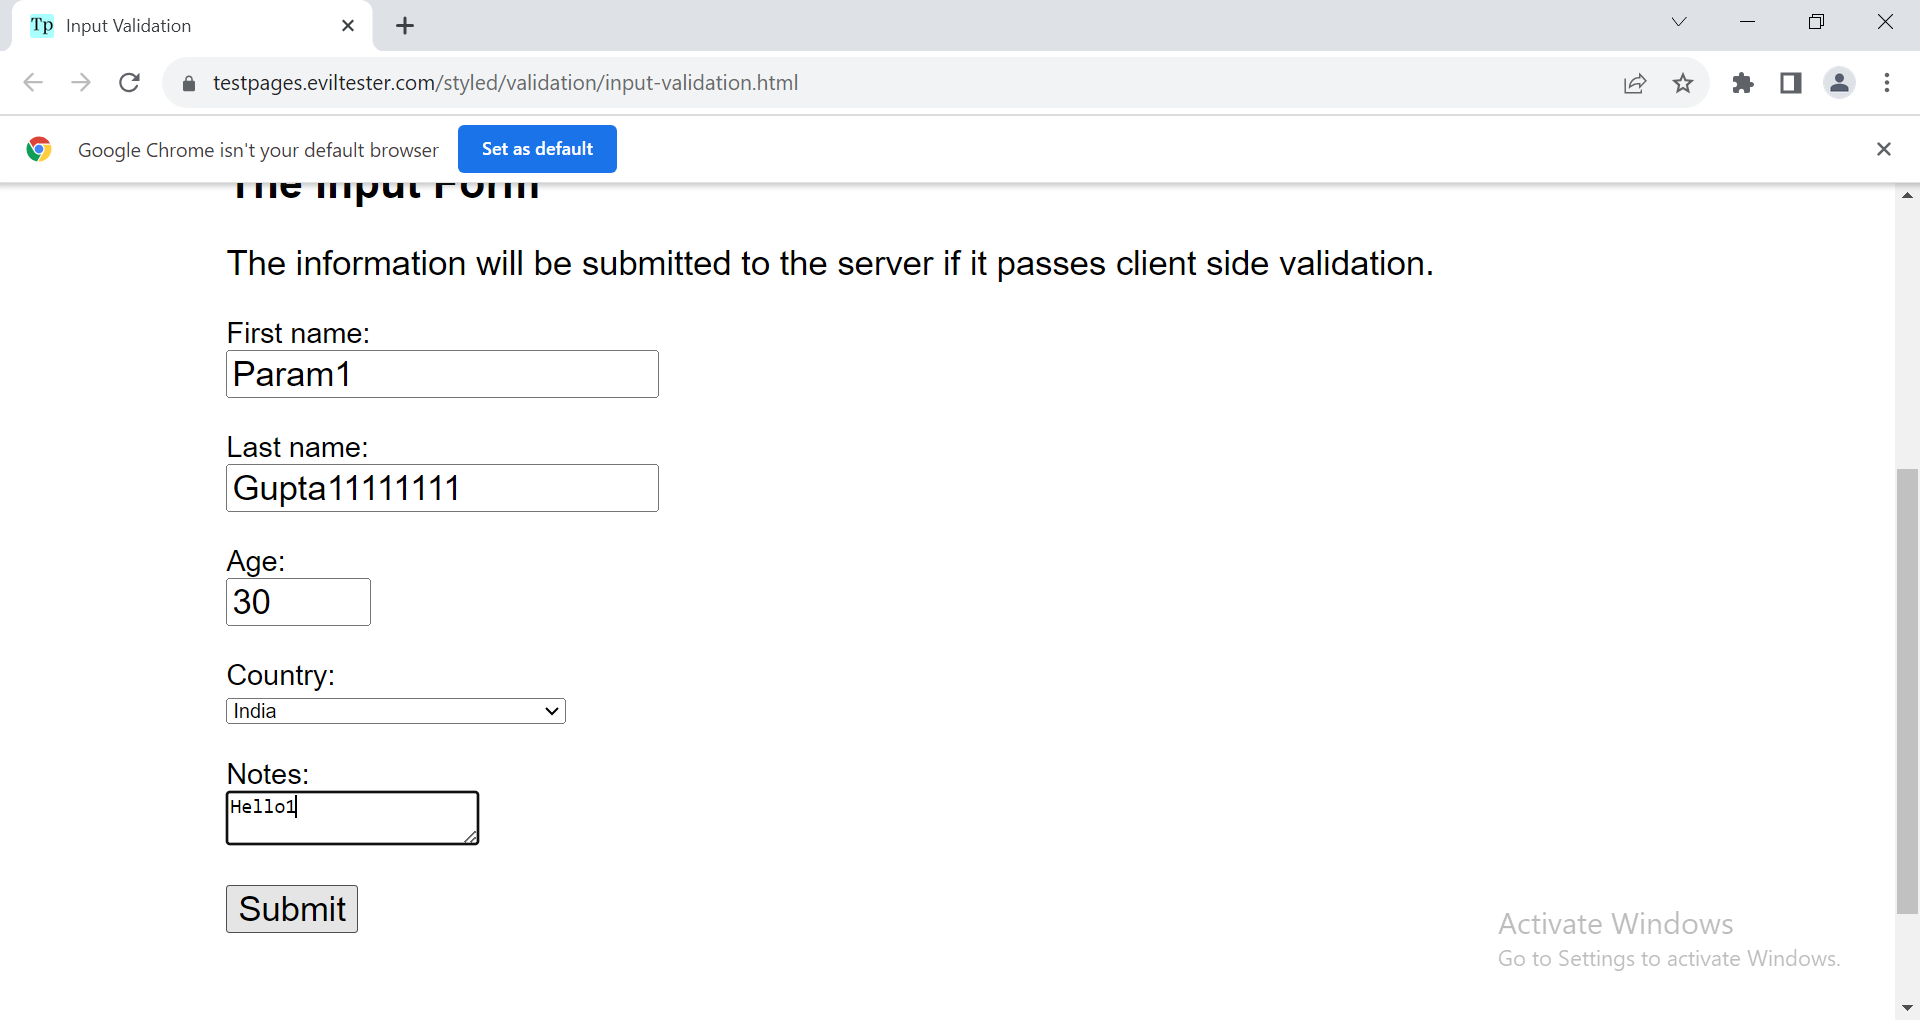 Tp Input Validation
testpages.eviltester.com/styled/validation/input-validation.html
Google Chrome isn't your default browser Set as default
The Input Form
The information will be submitted to the server if it passes client side validation.
First name:
Param1
Last name:
Gupta11111111
Age:
30
Country:
India
Notes:
Hello1
Submit
Activate Windows
Go to Settings to activate Windows.